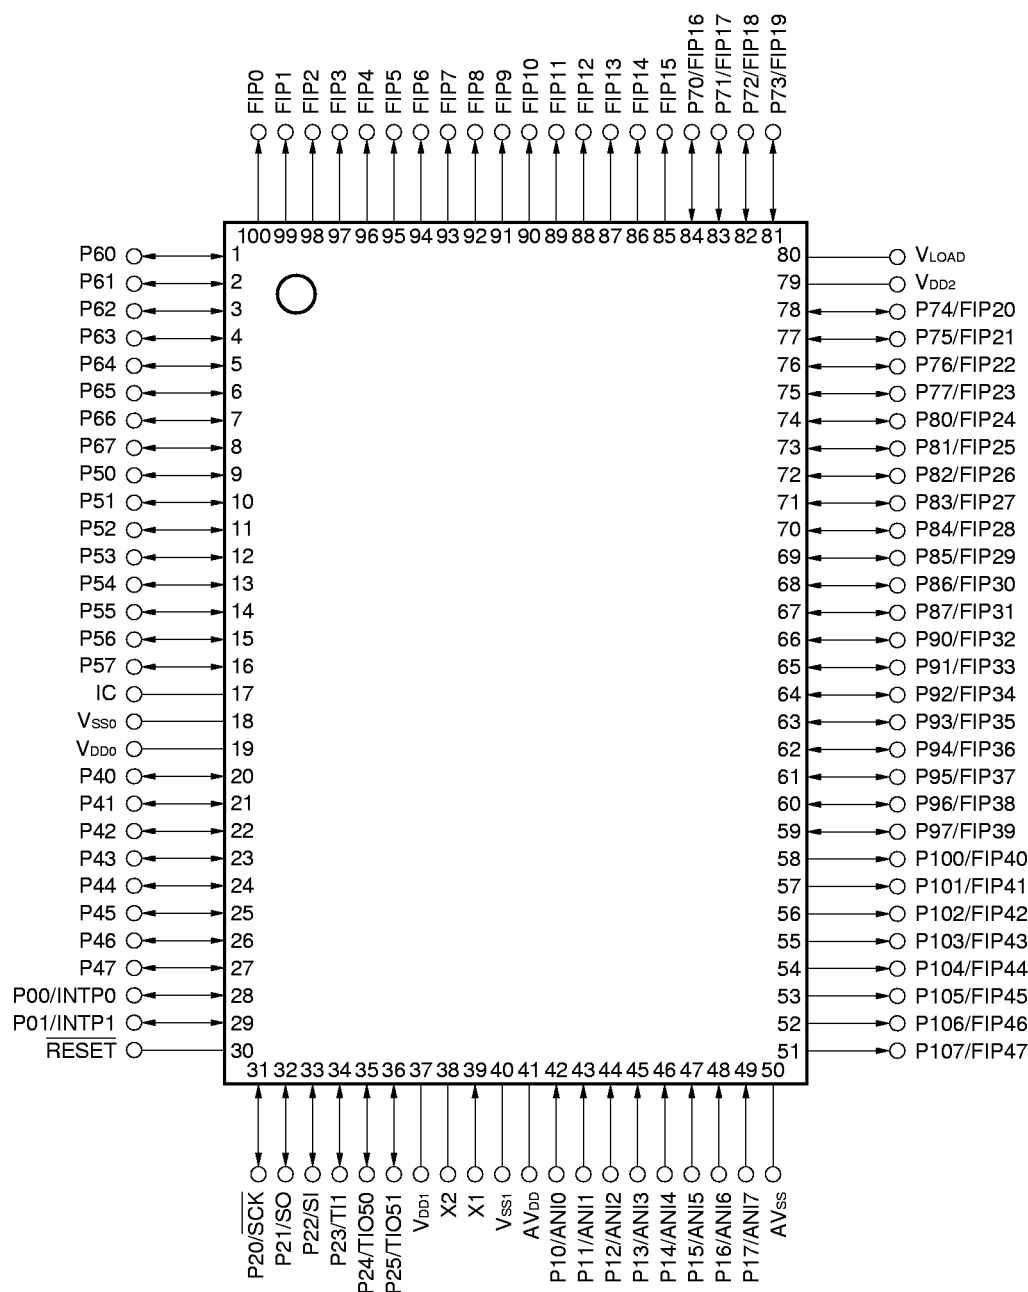 FIP0
FIP1
FIP2
FIP3
FIP4
FIP5
FIP6
FIP7
FIP8
FIP9
FIP10
FIP11
FIP12
FIP13
FIP14
FIP15
P70/FIP16
P71/FIP17
P72/FIP18
P73/FIP19
100 99 98 97 96 95 94 93 92 91 90 89 88 87 86 85 84 83 82 81
P60 1 80 VLOAD
P61 2 79 VDD2
P62 3 78 P74/FIP20
P63 4 77 P75/FIP21
P64 5 76 P76/FIP22
P65 6 75 P77/FIP23
P66 7 74 P80/FIP24
P67 8 73 P81/FIP25
P50 9 72 P82/FIP26
P51 10 71 P83/FIP27
P52 11 70 P84/FIP28
P53 12 69 P85/FIP29
P54 13 68 P86/FIP30
P55 14 67 P87/FIP31
P56 15 66 P90/FIP32
P57 16 65 P91/FIP33
IC 17 64 P92/FIP34
VSS0 18 63 P93/FIP35
VDD0 19 62 P94/FIP36
P40 20 61 P95/FIP37
P41 21 60 P96/FIP38
P42 22 59 P97/FIP39
P43 23 58 P100/FIP40
P44 24 57 P101/FIP41
P45 25 56 P102/FIP42
P46 26 55 P103/FIP43
P47 27 54 P104/FIP44
P00/INTP0 28 53 P105/FIP45
P01/INTP1 29 52 P106/FIP46
RESET 30 51 P107/FIP47
31 32 33 34 35 36 37 38 39 40 41 42 43 44 45 46 47 48 49 50
P20/SCK
P21/SO
P22/SI
P23/TI1
P24/TIO50
P25/TIO51
VDD1
X2
X1
VSS1
AVDD
P10/ANI0
P11/ANI1
P12/ANI2
P13/ANI3
P14/ANI4
P15/ANI5
P16/ANI6
P17/ANI7
AVSS